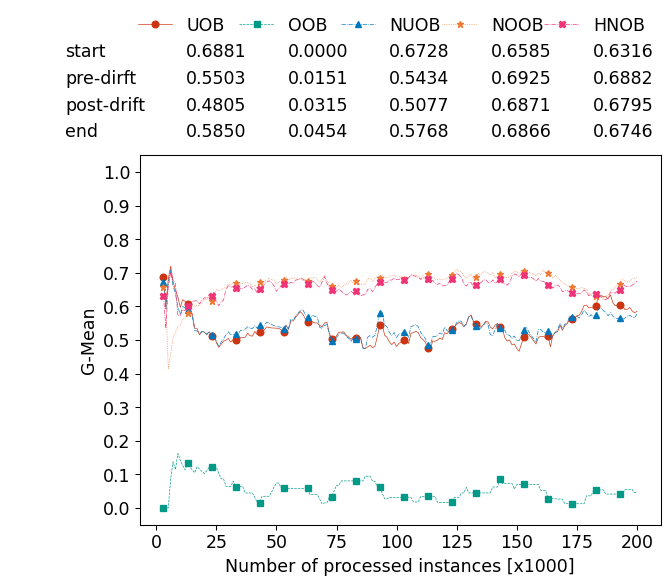 UOB OOB NUOB NOOB HNOB
start 0.6881 0.0000 0.6728 0.6585 0.6316
pre-dirft 0.5503 0.0151 0.5434 0.6925 0.6882
post-drift 0.4805 0.0315 0.5077 0.6871 0.6795
end 0.5850 0.0454 0.5768 0.6866 0.6746
1.0
0.9
0.8
0.7
0.6
0.5
0.4
0.3
0.2
0.1
0.0
G-Mean
0 25 50 75 100 125 150 175 200
Number of processed instances [x1000]